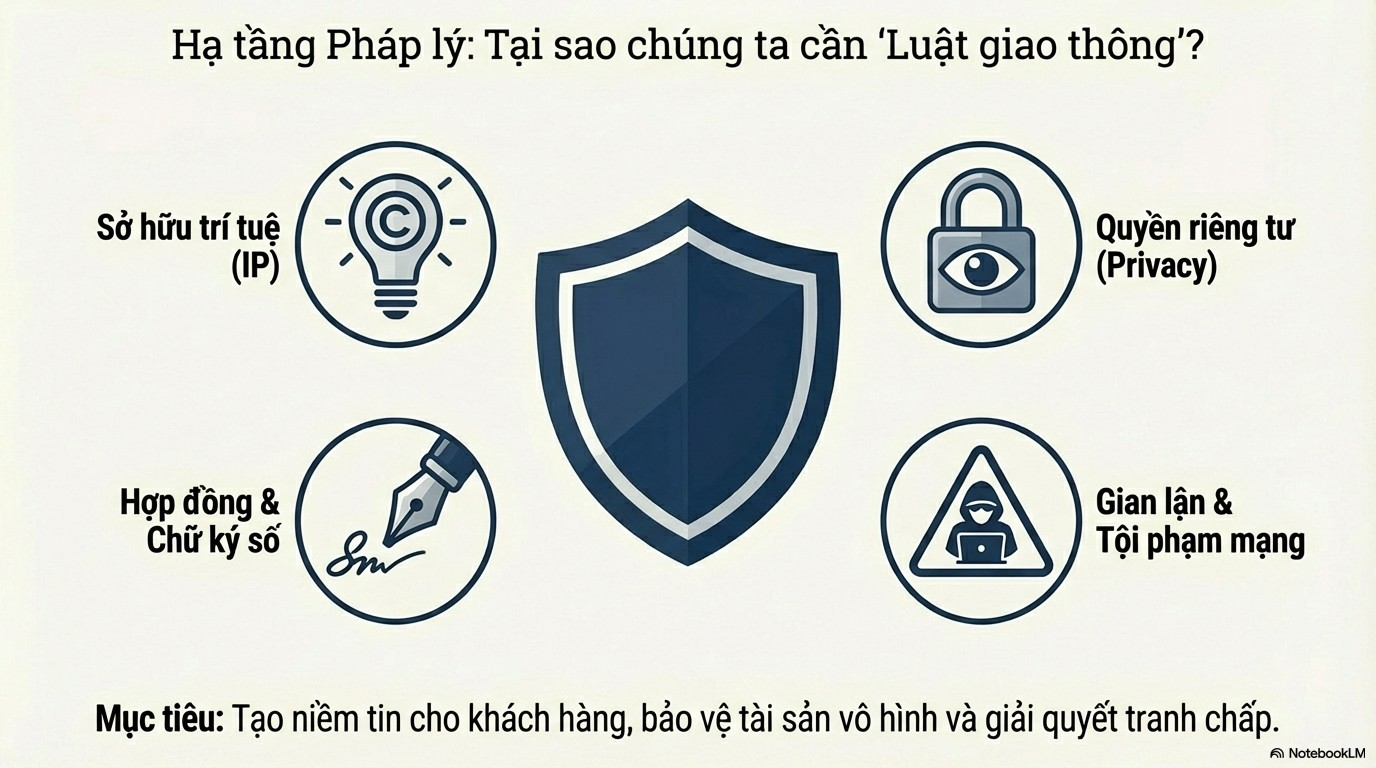 Hạ tầng Pháp lý: Tại sao chúng ta cần ‘Luật giao thông’?
Sở hữu trí tuệ
(IP)
Quyền riêng tư
(Privacy)
Hợp đồng &
Chữ ký số
Gian lận &
Tội phạm mạng
Mục tiêu: Tạo niềm tin cho khách hàng, bảo vệ tài sản vô hình và giải quyết tranh chấp.
NotebookLM